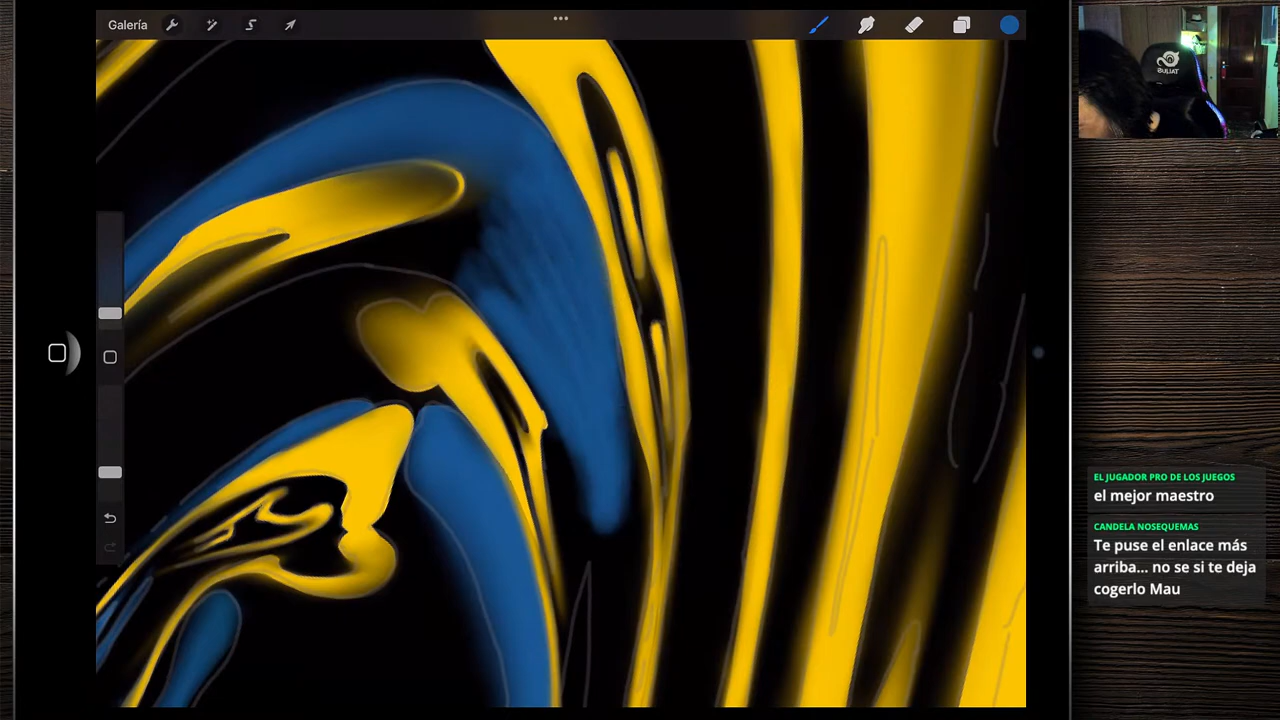 Galería
EL JUGADOR PRO DE LOS JUEGOS
el mejor maestro
CANDELA NOSEQUEMAS
Te puse el enlace más
arriba... no se si te deja
cogerlo Mau